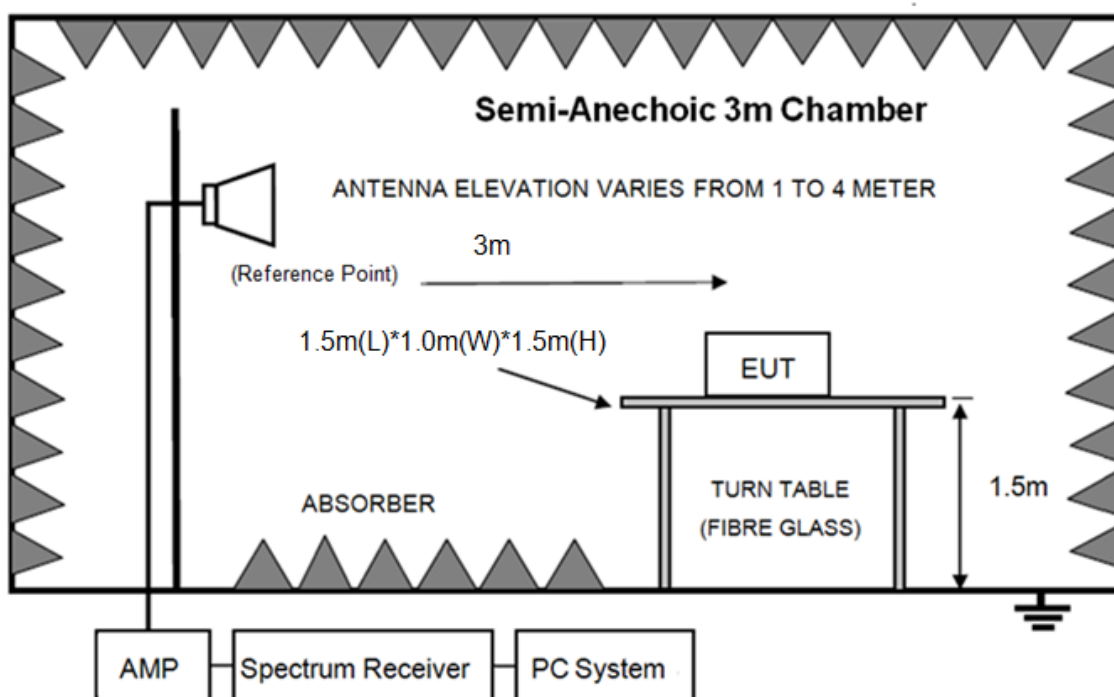 Semi-Anechoic 3m Chamber
ANTENNA ELEVATION VARIES FROM 1 TO 4 METER
3m
(Reference Point)
1.5m(L)*1.0m(W)*1.5m(H)
EUT
1.5m
TURN TABLE
(FIBRE GLASS)
ABSORBER
AMP
Spectrum Receiver
PC System